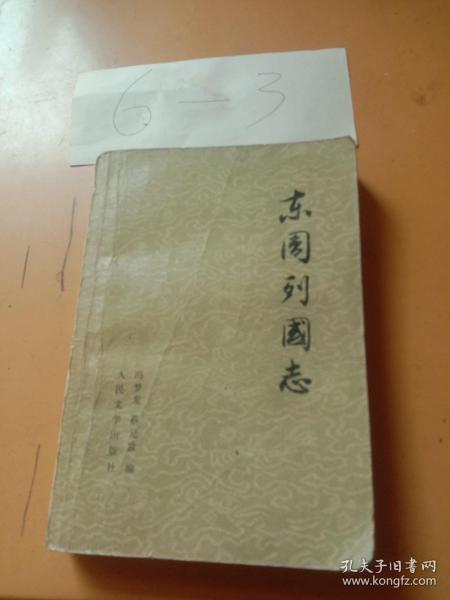 6—3
东周列國志
冯梦龙 蔡元放 编
人民文学出版社
孔夫子旧书网
www.kongfz.com